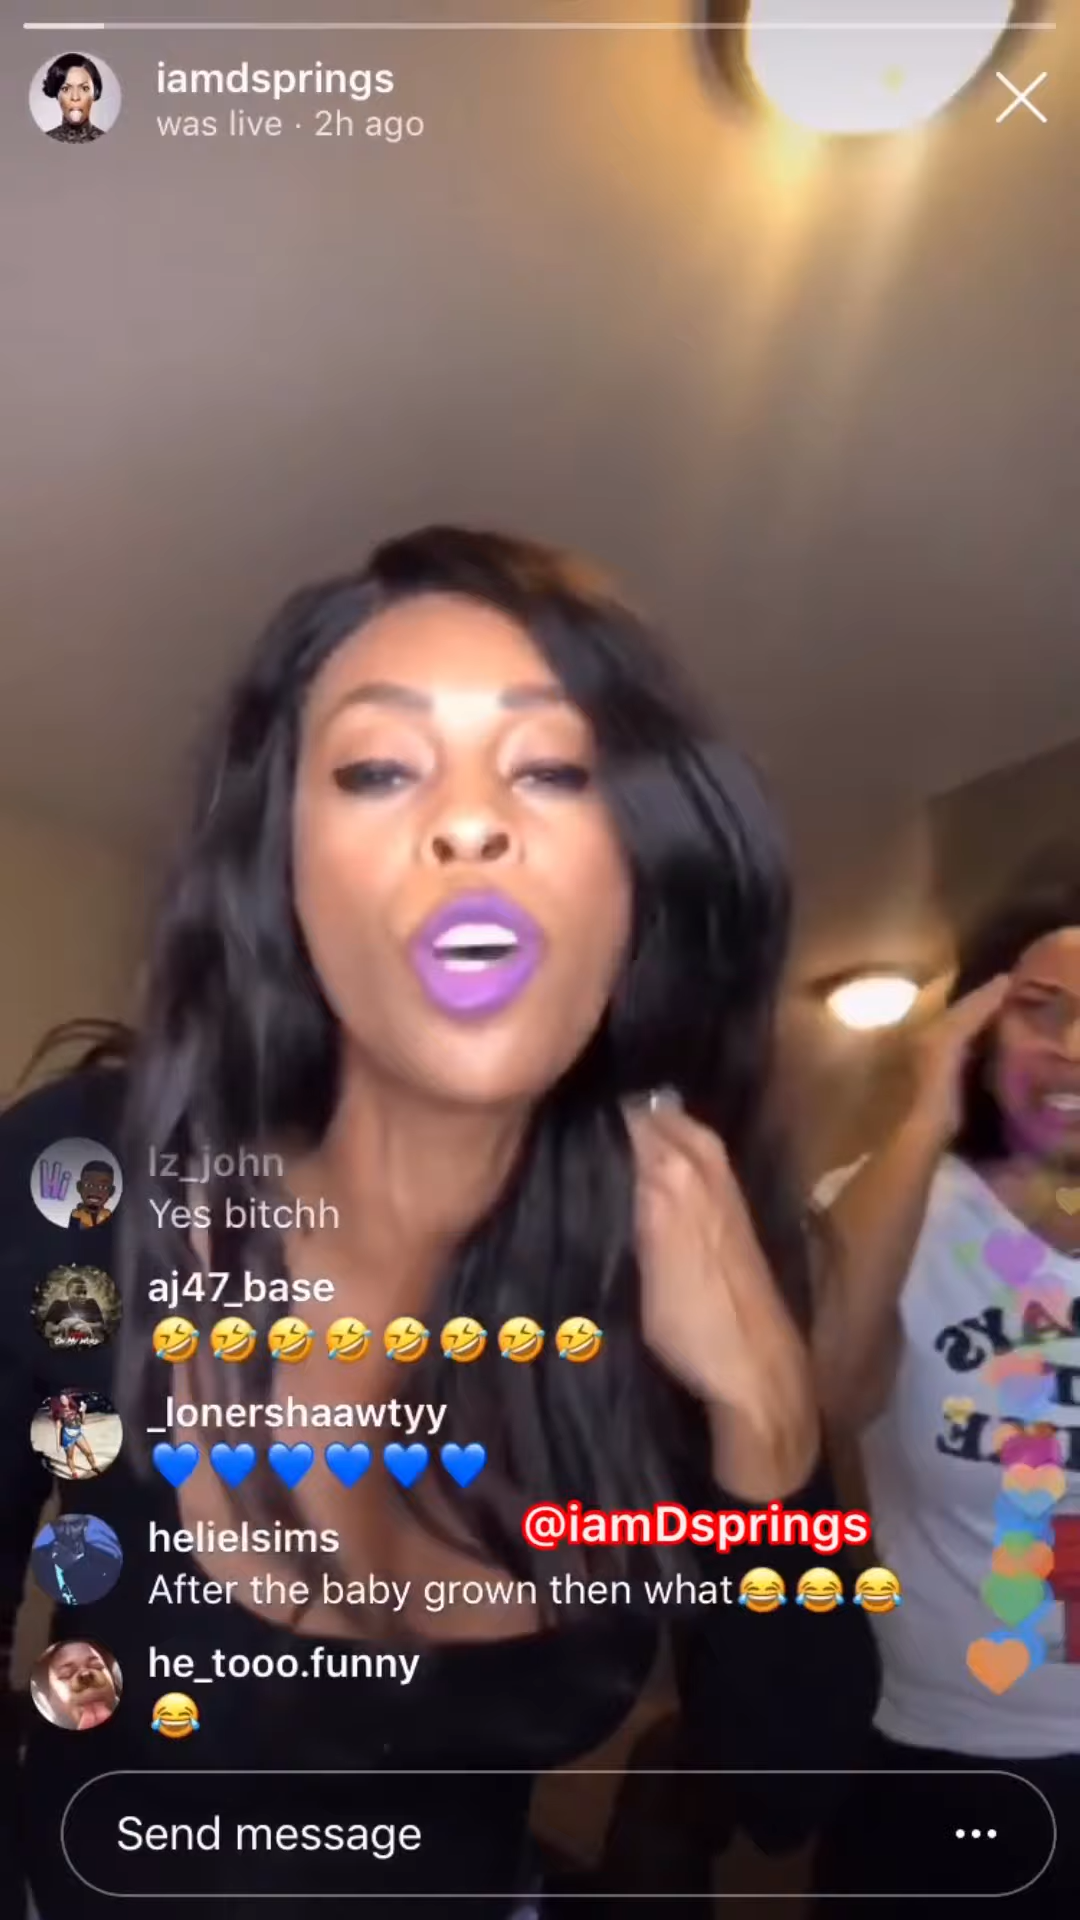 iamdsprings
was live · 2h ago
Hi
lz_john
Yes bitchh
aj47_base
🤣🤣🤣🤣🤣🤣🤣🤣
_lonershaawtyy
💙💙💙💙💙💙
@iamDsprings
helielsims
After the baby grown then what😂😂😂
he_tooo.funny
😂
Send message